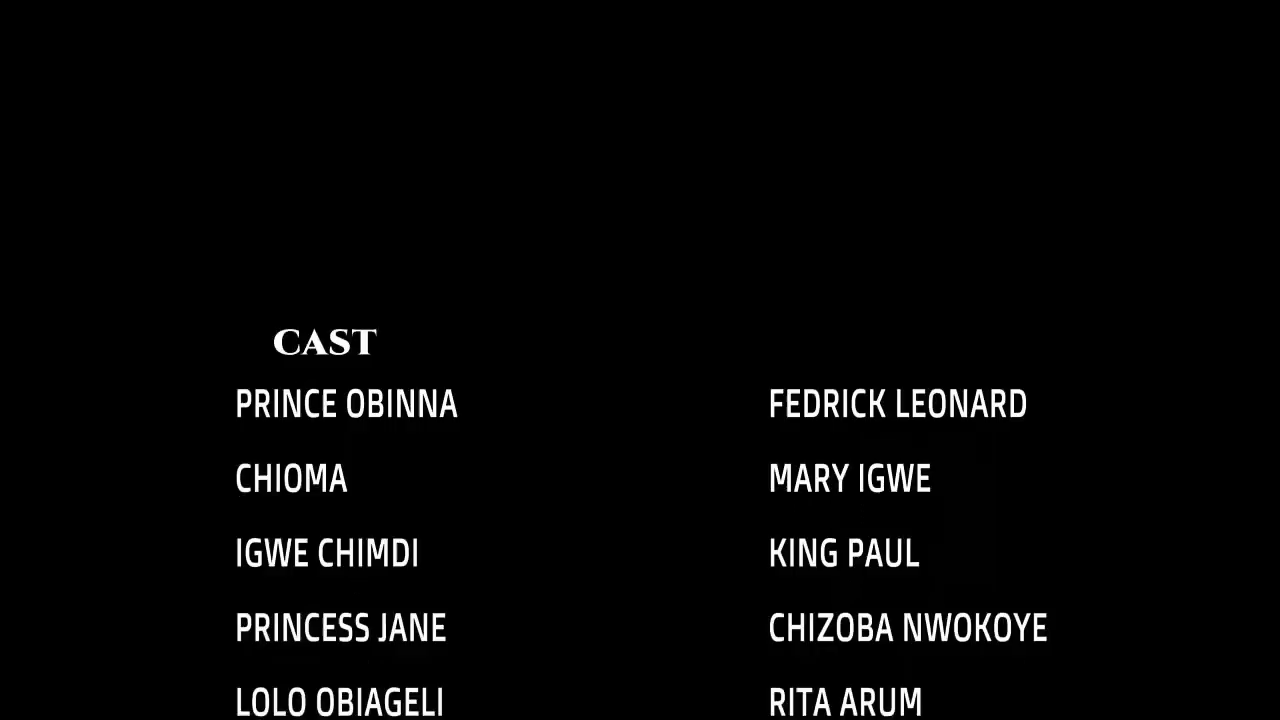 CAST
PRINCE OBINNA FEDRICK LEONARD
CHIOMA MARY IGWE
IGWE CHIMDI KING PAUL
PRINCESS JANE CHIZOBA NWOKOYE
LOLO OBIAGELI RITA ARUM